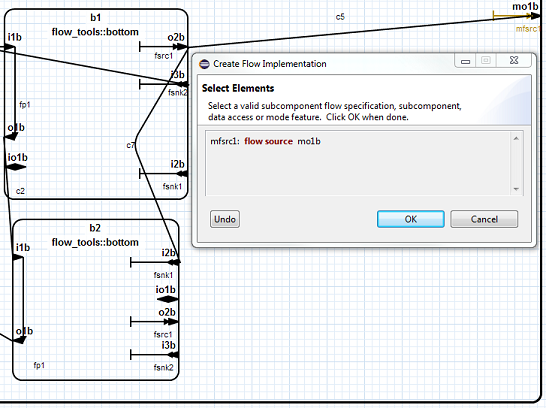 b1
flow_tools::bottom
i1b
o2b
fsrc1
i3b
fsnk2
fp1
o1b
io1b
c2
i2b
fsnk1
c7
c5
mo1b
mfsrc1
Create Flow Implementation
Select Elements
Select a valid subcomponent flow specification, subcomponent,
data access or mode feature. Click OK when done.
mfsrc1: flow source mo1b
Undo
OK
Cancel
b2
flow_tools::bottom
i1b
i2b
fsnk1
io1b
o2b
fsrc1
o1b
i3b
fsnk2
fp1